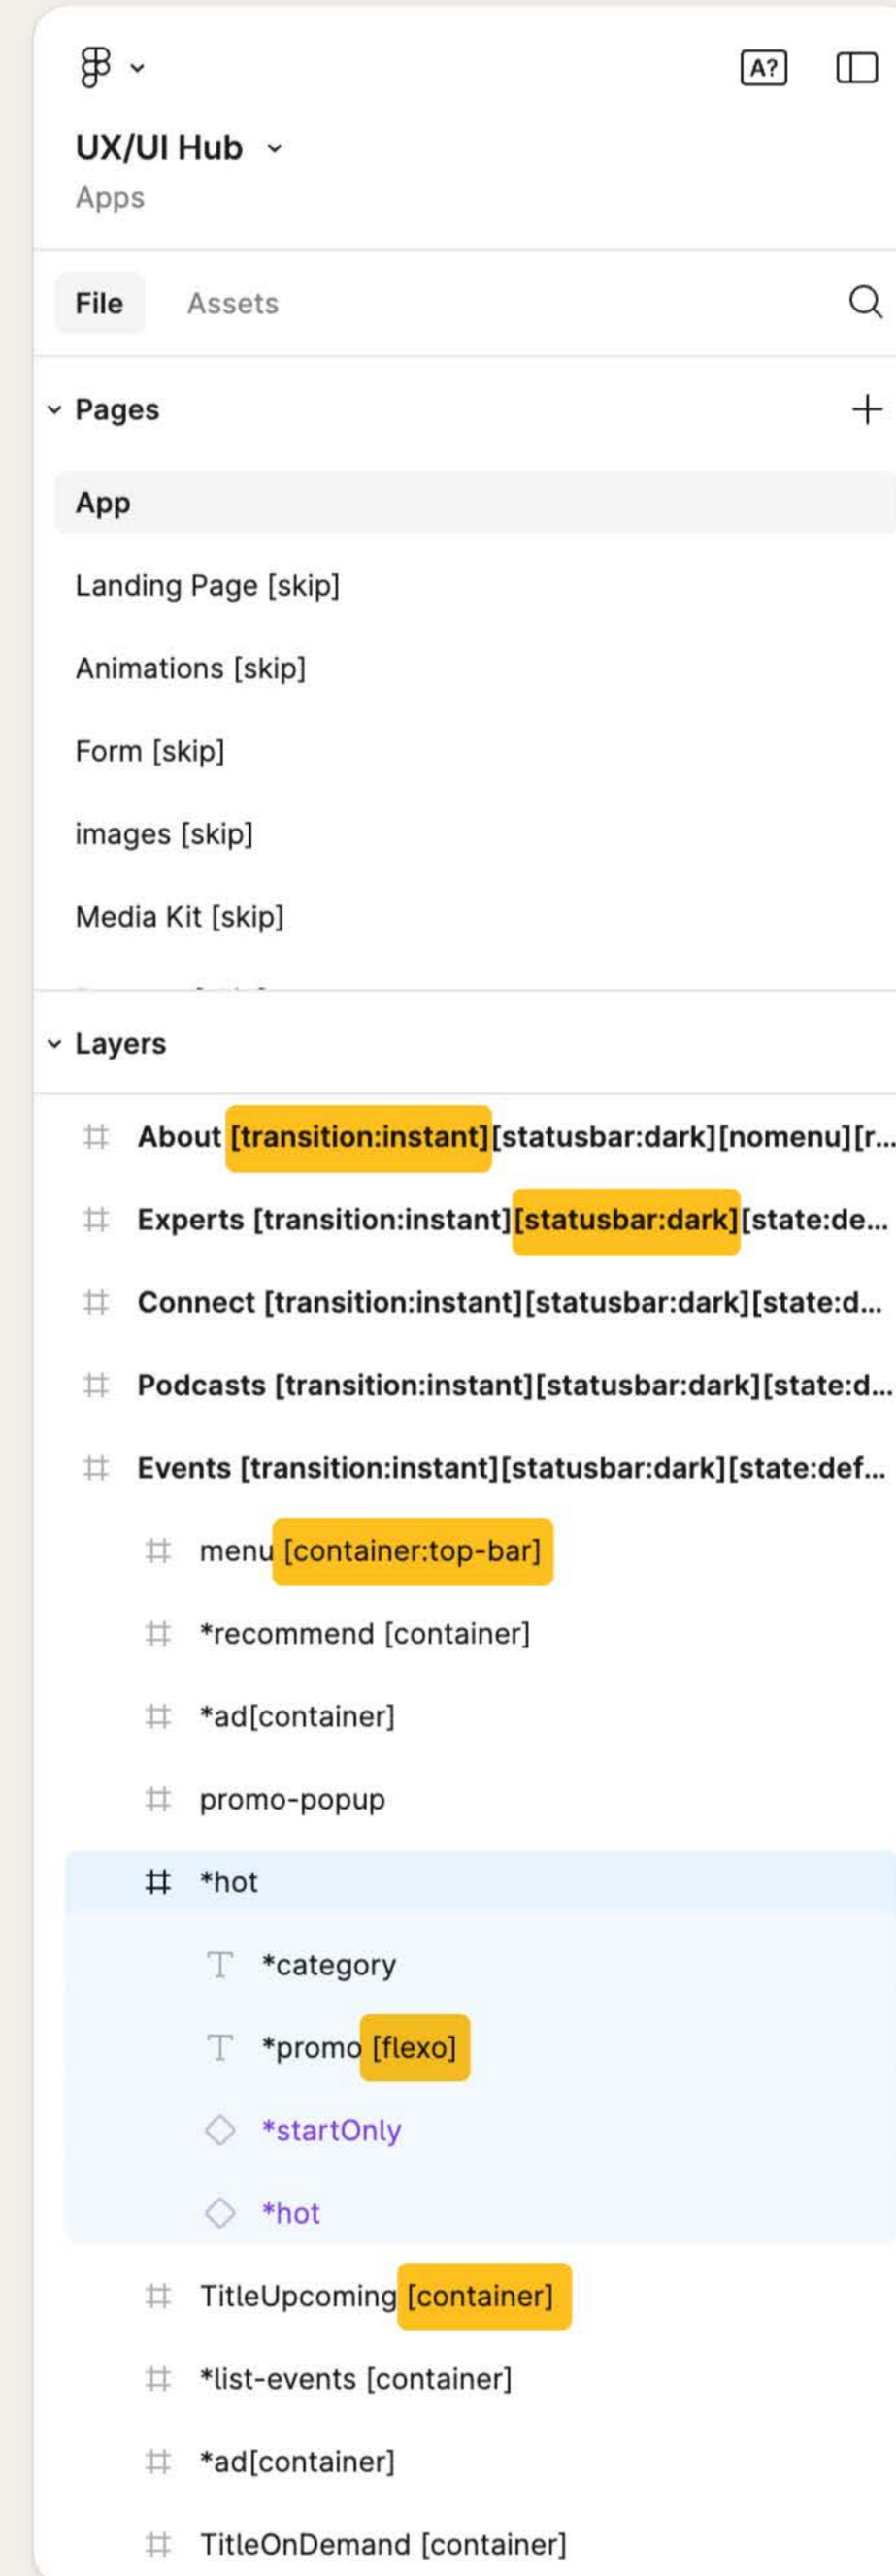 A?
UX/UI Hub
Apps
File Assets
Pages
App
Landing Page [skip]
Animations [skip]
Form [skip]
images [skip]
Media Kit [skip]
Layers
About [transition:instant][statusbar:dark][nomenu][r...
Experts [transition:instant][statusbar:dark][state:de...
Connect [transition:instant][statusbar:dark][state:d...
Podcasts [transition:instant][statusbar:dark][state:d...
Events [transition:instant][statusbar:dark][state:def...
menu [container:top-bar]
*recommend [container]
*ad[container]
promo-popup
*hot
*category
*promo [flexo]
*startOnly
*hot
TitleUpcoming [container]
*list-events [container]
*ad[container]
TitleOnDemand [container]